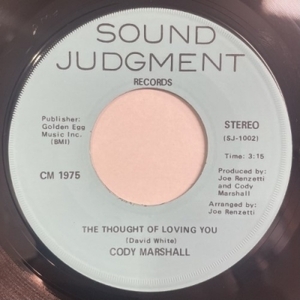 SOUND
JUDGMENT
RECORDS
Publisher:
Golden Egg
Music Inc.
(BMI)
STEREO
(SJ-1002)
Time: 3:15
CM 1975
Produced by:
Joe Renzetti
and Cody
Marshall
Arranged by:
Joe Renzetti
THE THOUGHT OF LOVING YOU
(David White)
CODY MARSHALL